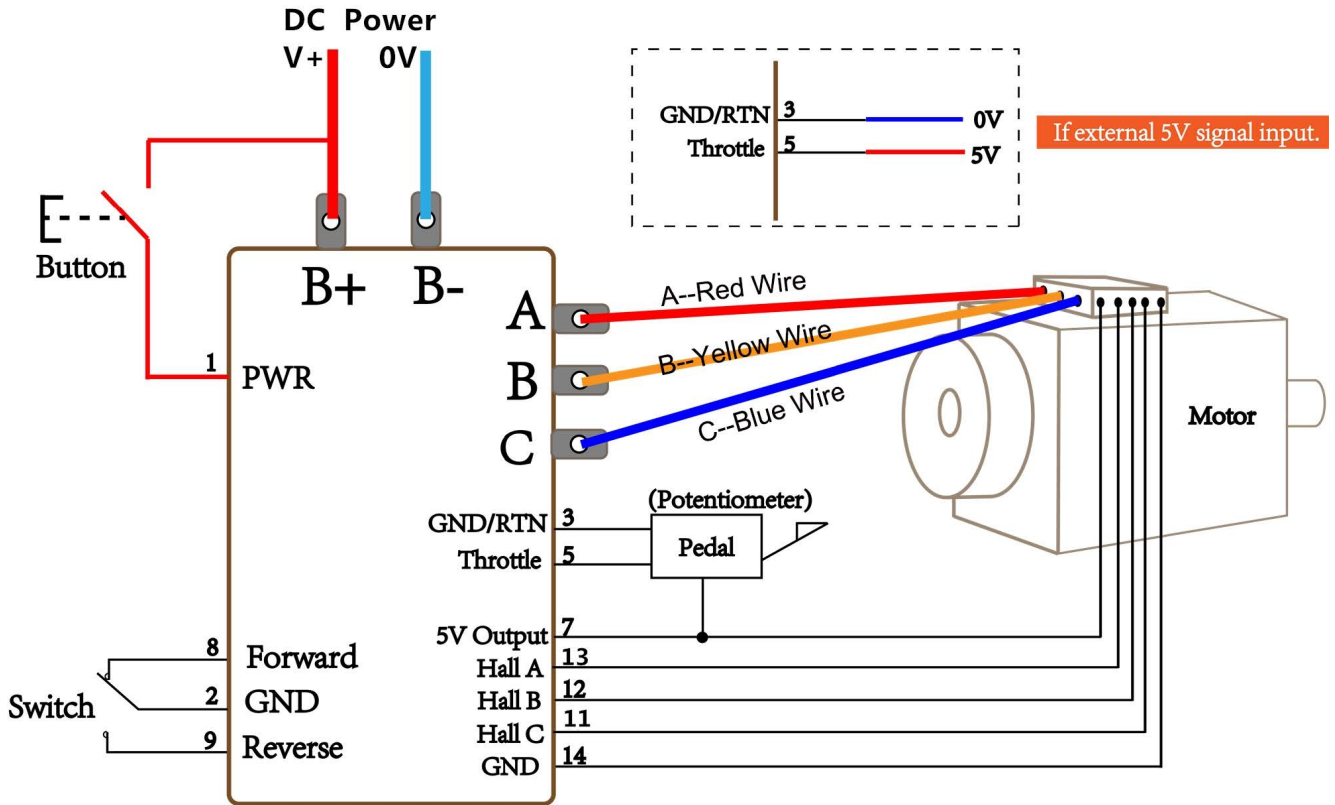 DC Power
V+ 0V
GND/RTN 3 0V
Throttle 5 5V
If external 5V signal input.
Button
B+ B-
A
B
C
A--Red Wire
B--Yellow Wire
C--Blue Wire
Motor
1 PWR
(Potentiometer)
Pedal
GND/RTN 3
Throttle 5
5V Output 7
Hall A 13
Hall B 12
Hall C 11
GND 14
Switch
8 Forward
2 GND
9 Reverse